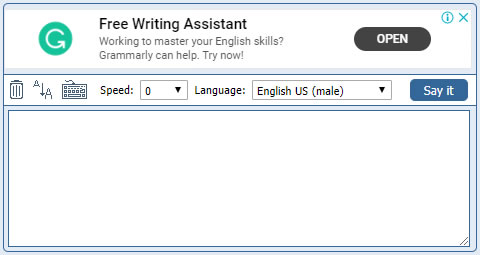 Free Writing Assistant
Working to master your English skills?
Grammarly can help. Try now!
OPEN
Speed: 0 Language: English US (male) Say it